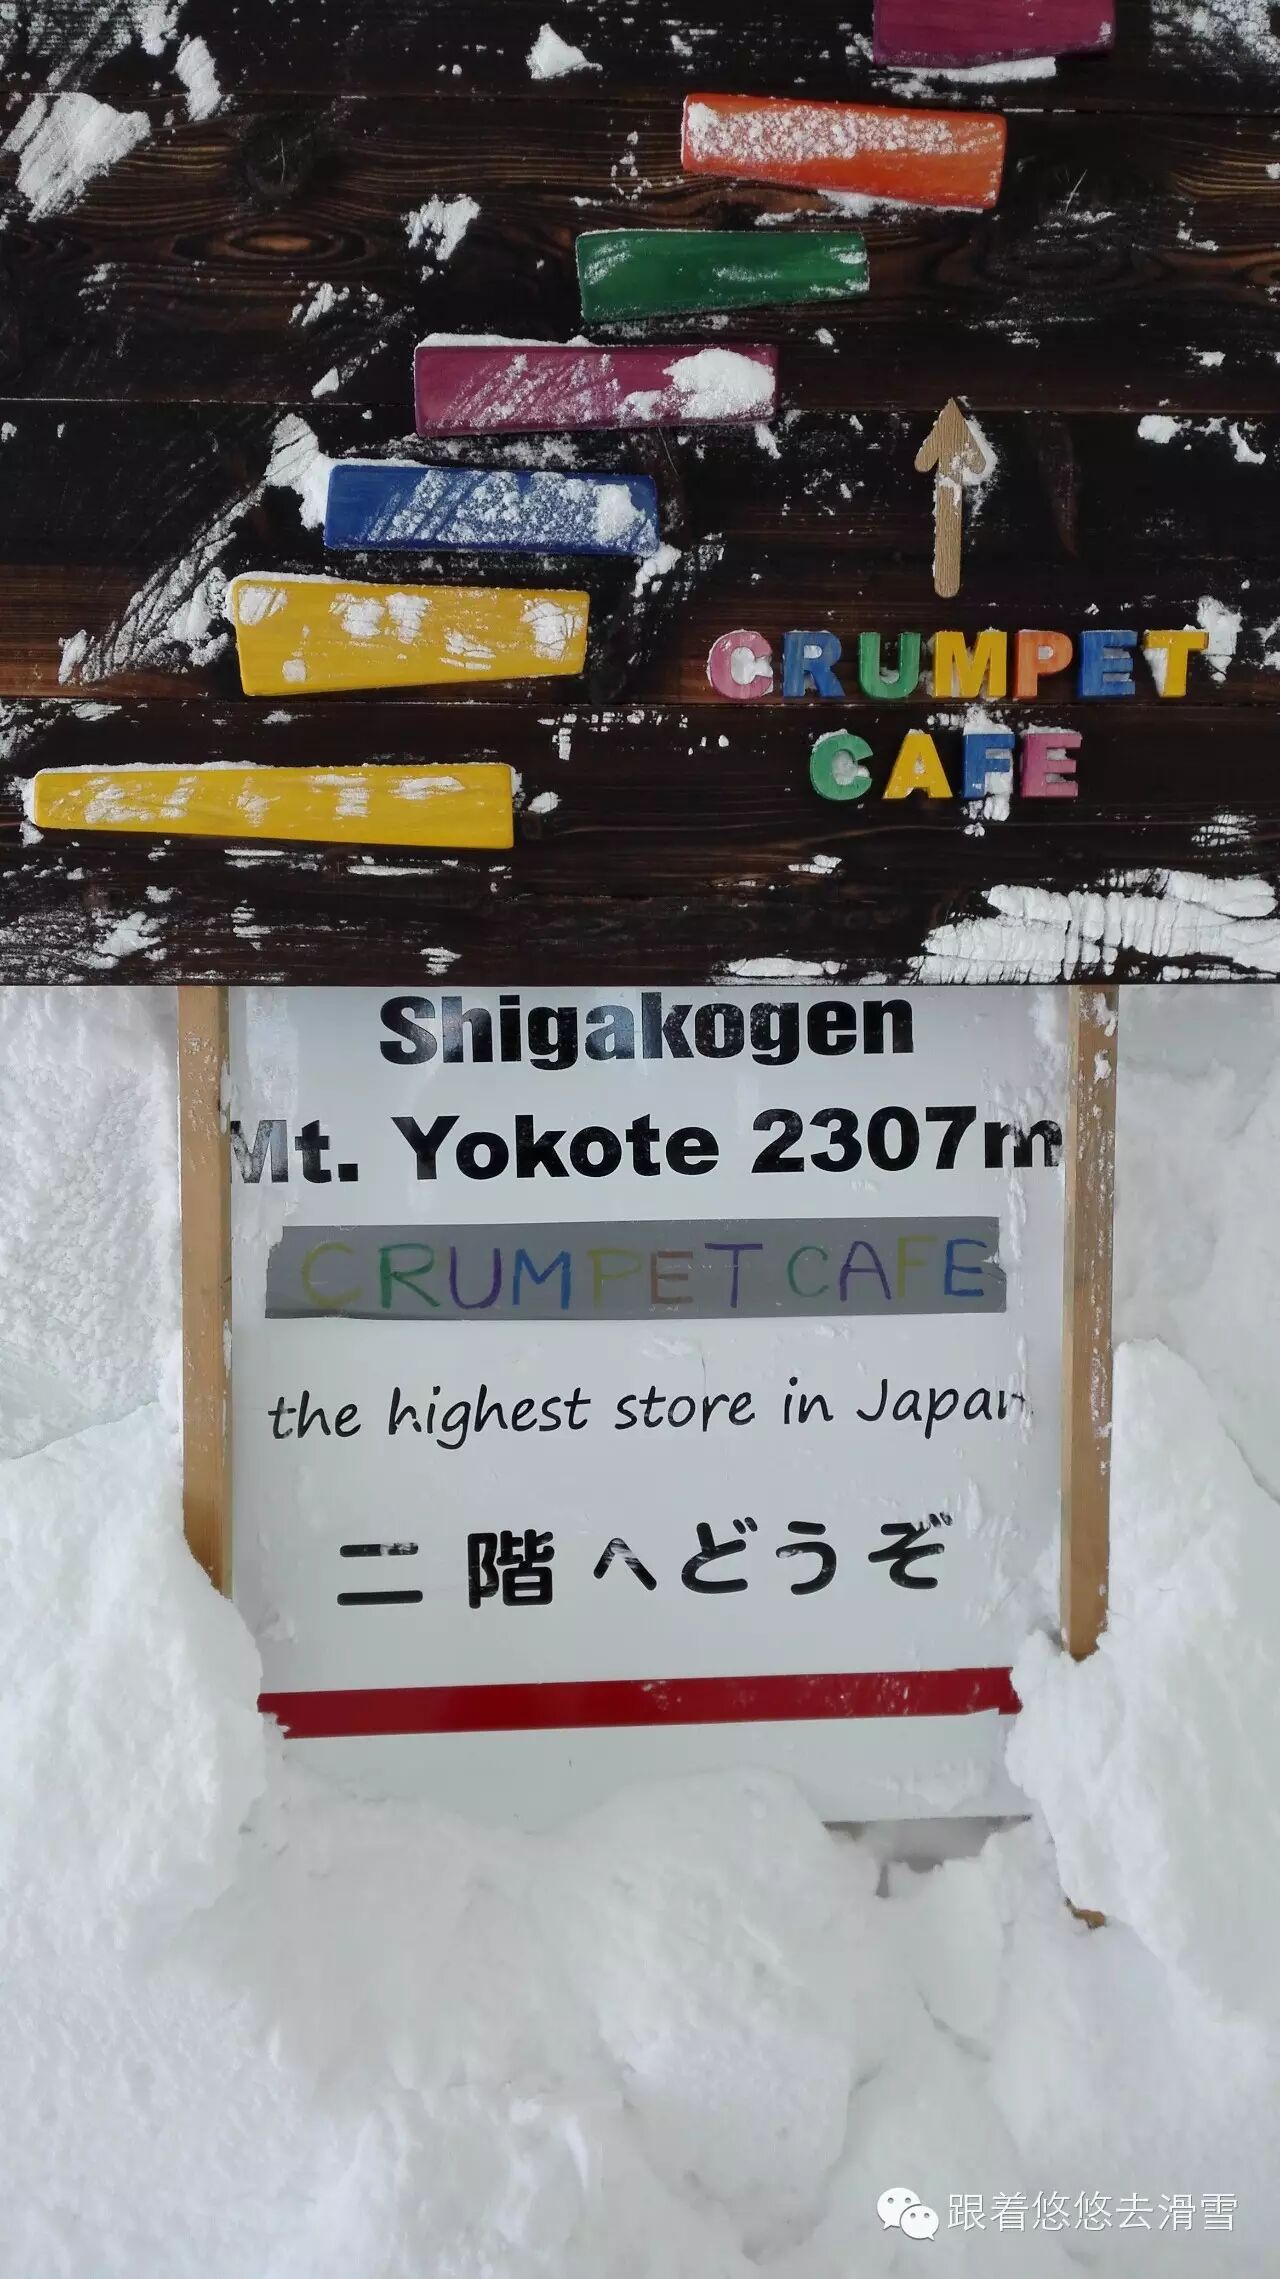 CRUMPET
CAFE
Shigakogen
Mt. Yokote 2307m
CRUMPET CAFE
the highest store in Japan
二階へどうぞ
跟着悠悠去滑雪